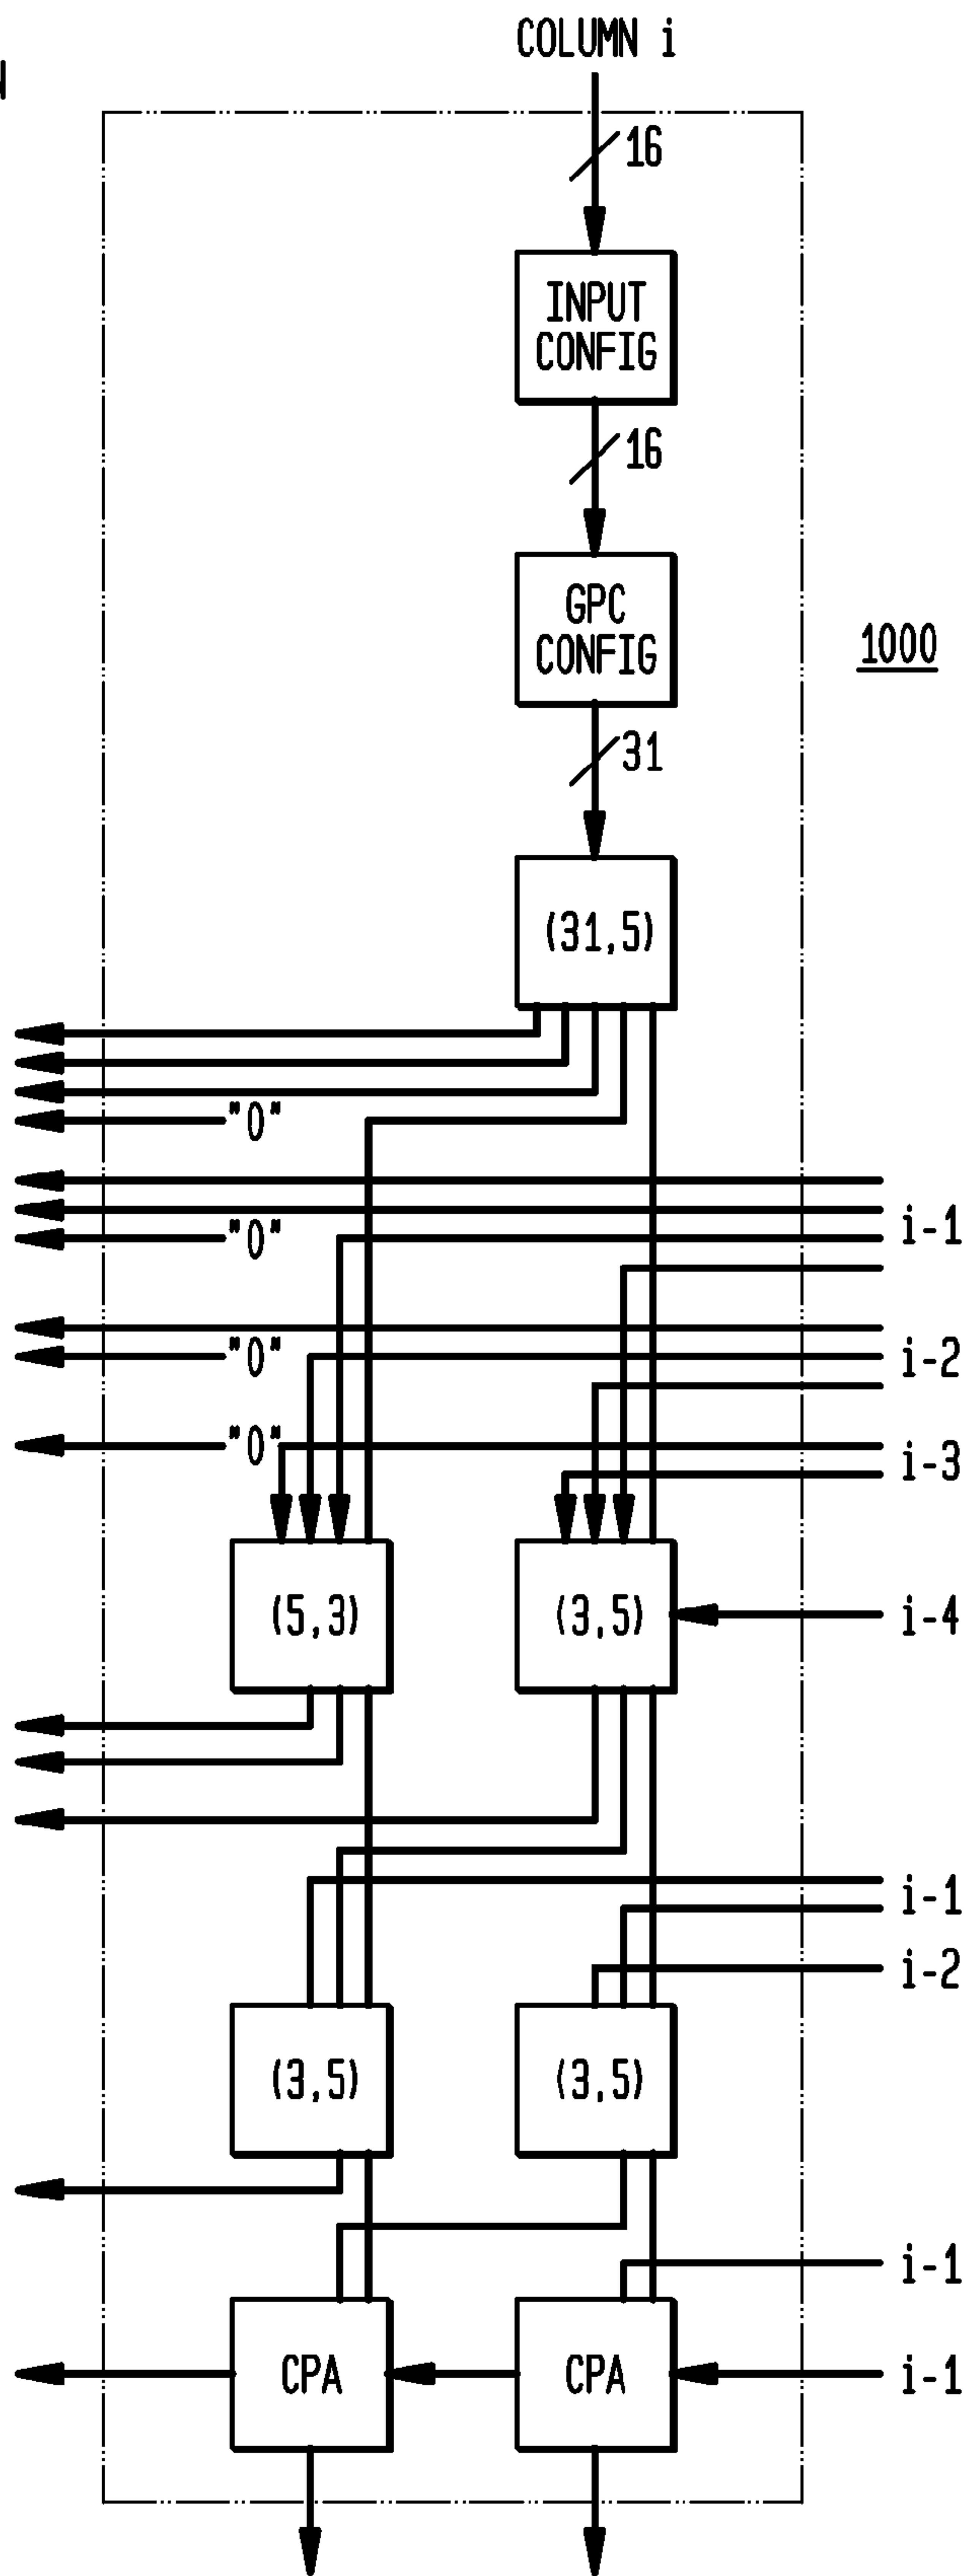 COLUMN i
16
INPUT
CONFIG
16
GPC
CONFIG
1000
31
(31,5)
"0"
i-1
"0"
i-2
"0"
i-3
"0"
(5,3)
(3,5)
i-4
i-1
i-2
(3,5)
(3,5)
i-1
CPA
CPA
i-1